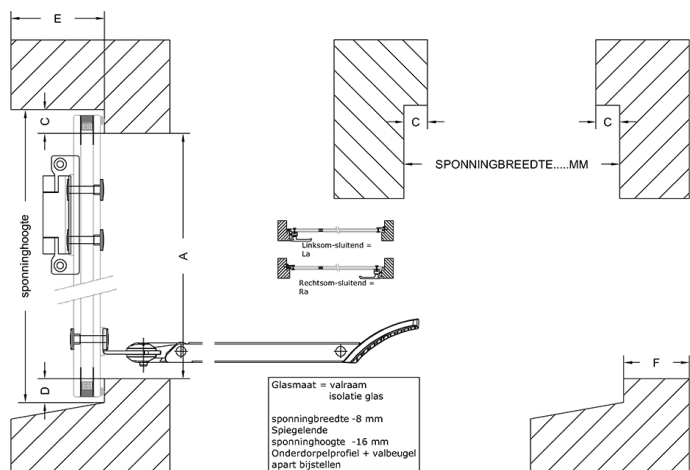 E
C
C
C
SPONNINGBREEDTE.....MM
sponninghoogte
A
Linksom-sluitend =
La
Rechtsom-sluitend =
Ra
D
F
Glasmaat = valraam
isolatie glas
sponningbreedte -8 mm
Spiegelende
sponninghoogte -16 mm
Onderdorpelprofiel + valbeugel
apart bijstellen